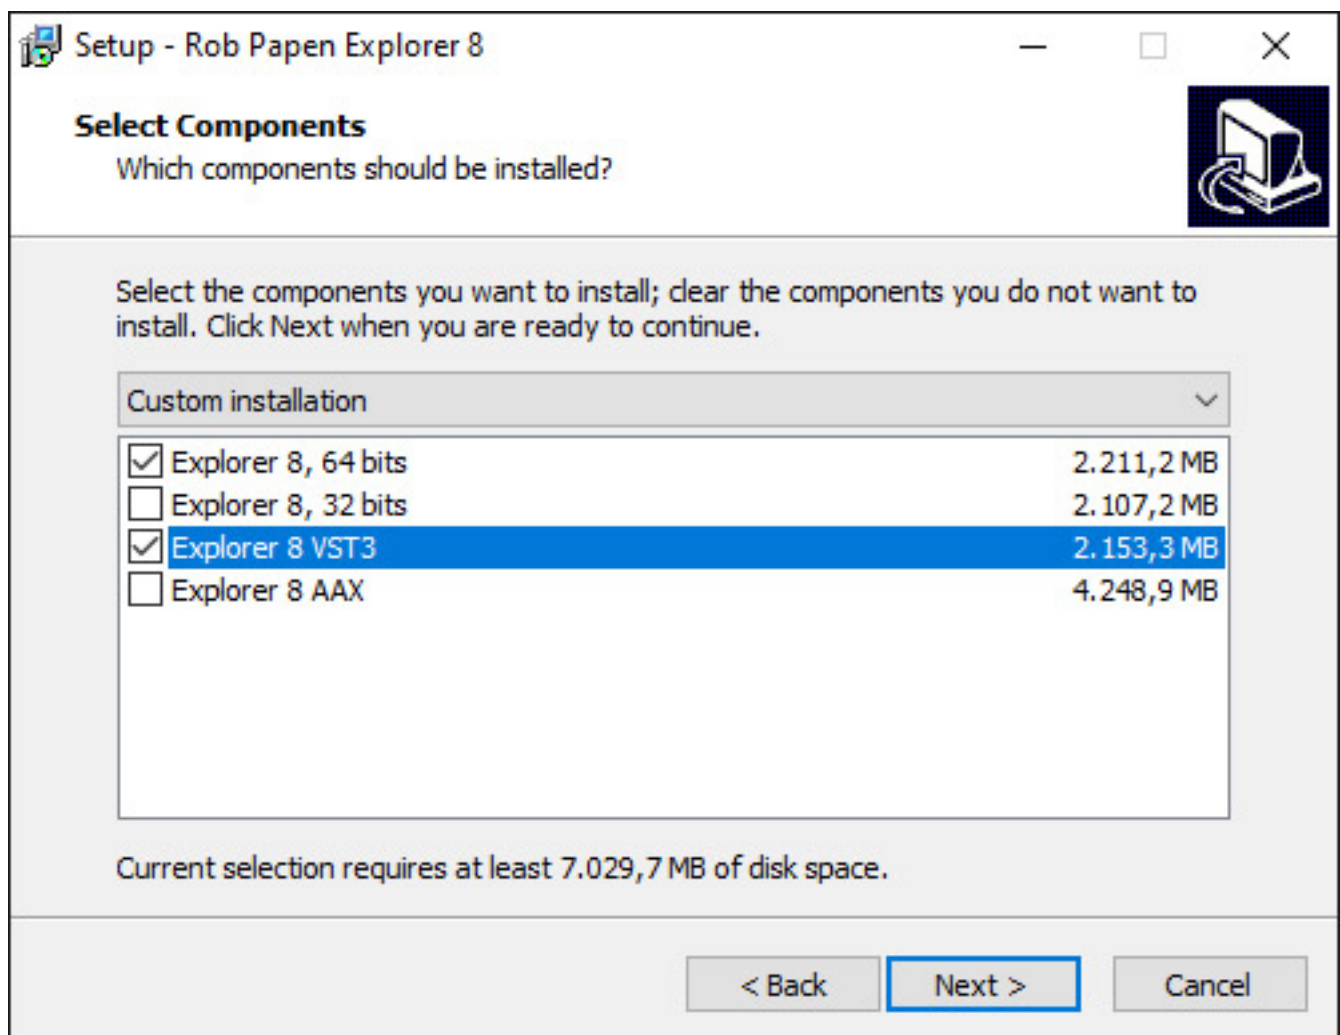 Setup - Rob Papen Explorer 8
Select Components
Which components should be installed?
Select the components you want to install; clear the components you do not want to
install. Click Next when you are ready to continue.
Custom installation
Explorer 8, 64 bits 2.211,2 MB
Explorer 8, 32 bits 2.107,2 MB
Explorer 8 VST3 2.153,3 MB
Explorer 8 AAX 4.248,9 MB
Current selection requires at least 7.029,7 MB of disk space.
< Back Next > Cancel